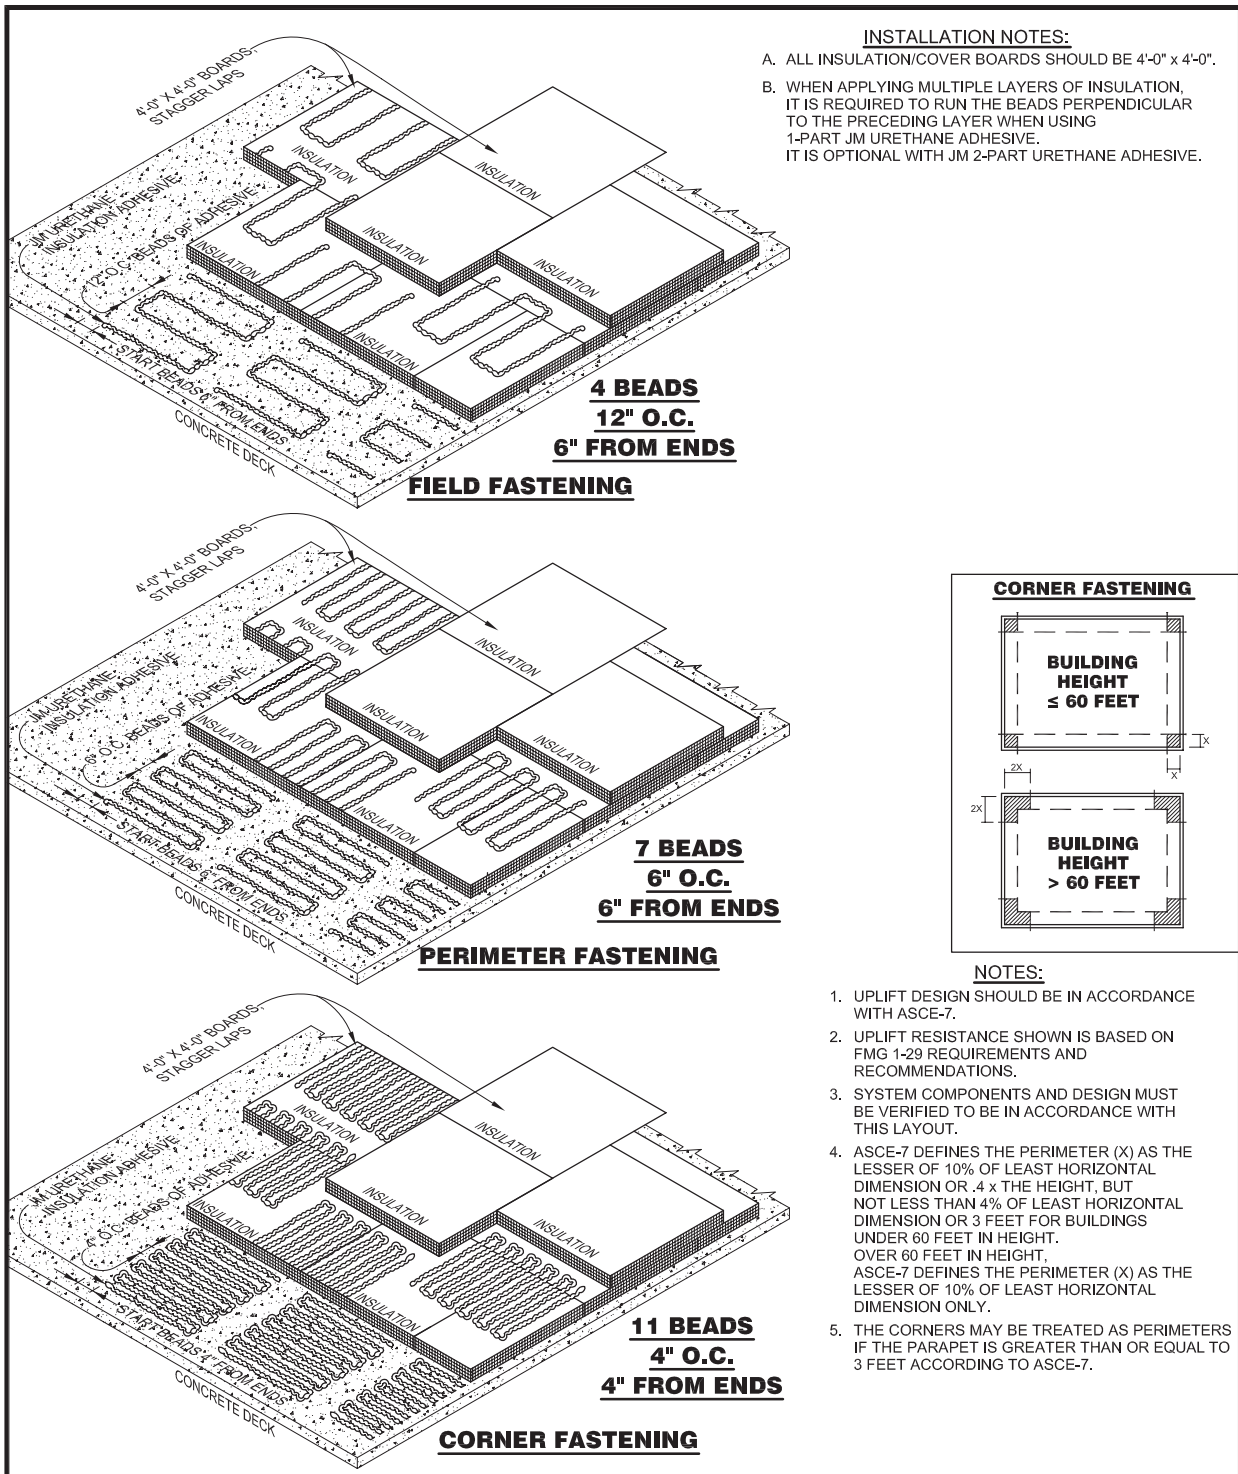 INSTALLATION NOTES:
A. ALL INSULATION/COVER BOARDS SHOULD BE 4'-0" x 4'-0".
B. WHEN APPLYING MULTIPLE LAYERS OF INSULATION,
IT IS REQUIRED TO RUN THE BEADS PERPENDICULAR
TO THE PRECEDING LAYER WHEN USING
1-PART JM URETHANE ADHESIVE.
IT IS OPTIONAL WITH JM 2-PART URETHANE ADHESIVE.
4'-0" X 4'-0" BOARDS,
STAGGER LAPS
INSULATION
INSULATION
INSULATION
INSULATION
INSULATION
INSULATION
JM URETHANE
INSULATION ADHESIVE
12" O.C. BEADS OF ADHESIVE
START BEADS 6" FROM ENDS
CONCRETE DECK
4 BEADS
12" O.C.
6" FROM ENDS
FIELD FASTENING
4'-0" X 4'-0" BOARDS,
STAGGER LAPS
INSULATION
INSULATION
INSULATION
INSULATION
INSULATION
INSULATION
JM URETHANE
INSULATION ADHESIVE
6" O.C. BEADS OF ADHESIVE
START BEADS 6" FROM ENDS
CONCRETE DECK
7 BEADS
6" O.C.
6" FROM ENDS
PERIMETER FASTENING
4'-0" X 4'-0" BOARDS,
STAGGER LAPS
INSULATION
INSULATION
INSULATION
INSULATION
INSULATION
INSULATION
JM URETHANE
INSULATION ADHESIVE
4" O.C. BEADS OF ADHESIVE
START BEADS 4" FROM ENDS
CONCRETE DECK
11 BEADS
4" O.C.
4" FROM ENDS
CORNER FASTENING
CORNER FASTENING
BUILDING
HEIGHT
≤ 60 FEET
X
X
2X
2X
BUILDING
HEIGHT
> 60 FEET
NOTES:
1. UPLIFT DESIGN SHOULD BE IN ACCORDANCE
WITH ASCE-7.
2. UPLIFT RESISTANCE SHOWN IS BASED ON
FMG 1-29 REQUIREMENTS AND
RECOMMENDATIONS.
3. SYSTEM COMPONENTS AND DESIGN MUST
BE VERIFIED TO BE IN ACCORDANCE WITH
THIS LAYOUT.
4. ASCE-7 DEFINES THE PERIMETER (X) AS THE
LESSER OF 10% OF LEAST HORIZONTAL
DIMENSION OR .4 x THE HEIGHT, BUT
NOT LESS THAN 4% OF LEAST HORIZONTAL
DIMENSION OR 3 FEET FOR BUILDINGS
UNDER 60 FEET IN HEIGHT.
OVER 60 FEET IN HEIGHT,
ASCE-7 DEFINES THE PERIMETER (X) AS THE
LESSER OF 10% OF LEAST HORIZONTAL
DIMENSION ONLY.
5. THE CORNERS MAY BE TREATED AS PERIMETERS
IF THE PARAPET IS GREATER THAN OR EQUAL TO
3 FEET ACCORDING TO ASCE-7.